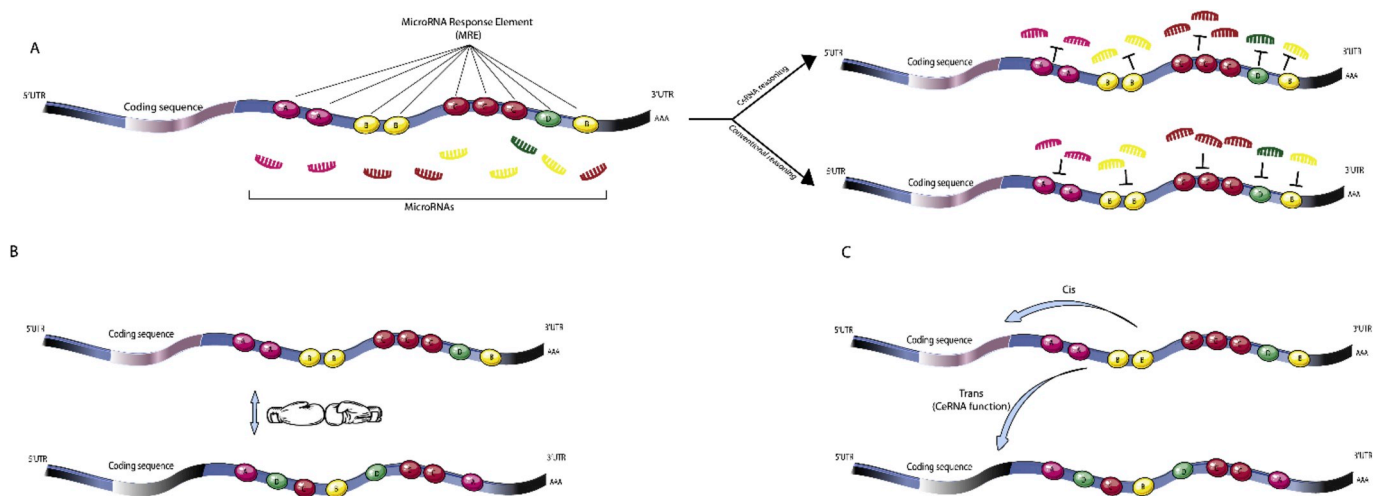 A
MicroRNA Response Element
(MRE)
5'UTR
Coding sequence
A
A
B
B
C
C
C
D
B
3'UTR
AAA
MicroRNAs
CeRNA reasoning
Conventional reasoning
5'UTR
Coding sequence
A
A
B
B
C
C
C
D
B
3'UTR
AAA
5'UTR
Coding sequence
A
A
B
B
C
C
C
D
B
3'UTR
AAA
B
5'UTR
Coding sequence
A
A
B
B
C
C
C
D
B
3'UTR
AAA
5'UTR
Coding sequence
A
D
C
B
D
C
C
A
3'UTR
AAA
C
Cis
5'UTR
Coding sequence
A
A
B
B
C
C
C
D
B
3'UTR
AAA
Trans
(CeRNA function)
5'UTR
Coding sequence
A
D
C
B
D
C
C
A
3'UTR
AAA